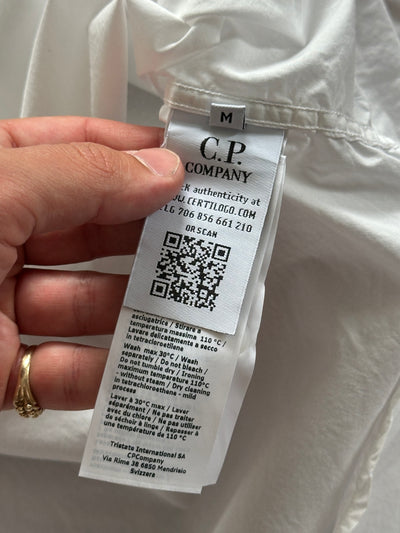 M
C.P.
COMPANY
authenticity at
WWW.CERTILOGO.COM
CLG 706 856 661 210
OR SCAN
asciugatrice / Stirare a
temperatura massima 110 °C /
Lavare delicatamente a secco
in tetracloroetilene
Wash max 30°C / Wash
separately / Do not bleach /
Do not tumble dry / Ironing
maximum temperature 110°C
without steam / Dry cleaning
in tetrachloroethene - mild
Laver à 30°C max / Laver
séparément / Ne pas traiter
avec du chlore / Ne pas utiliser
de séchoir à linge / Repasser à
une température de 110 °C
Tristate International SA
CPCompany
Via Rime 38 6850 Mendrisio
Svizzera